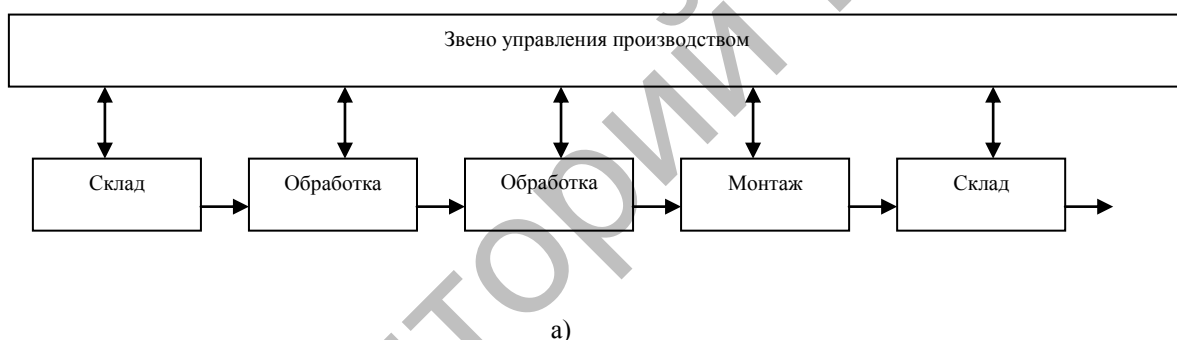 Звено управления производством
Склад
Обработка
Обработка
Монтаж
Склад
а)